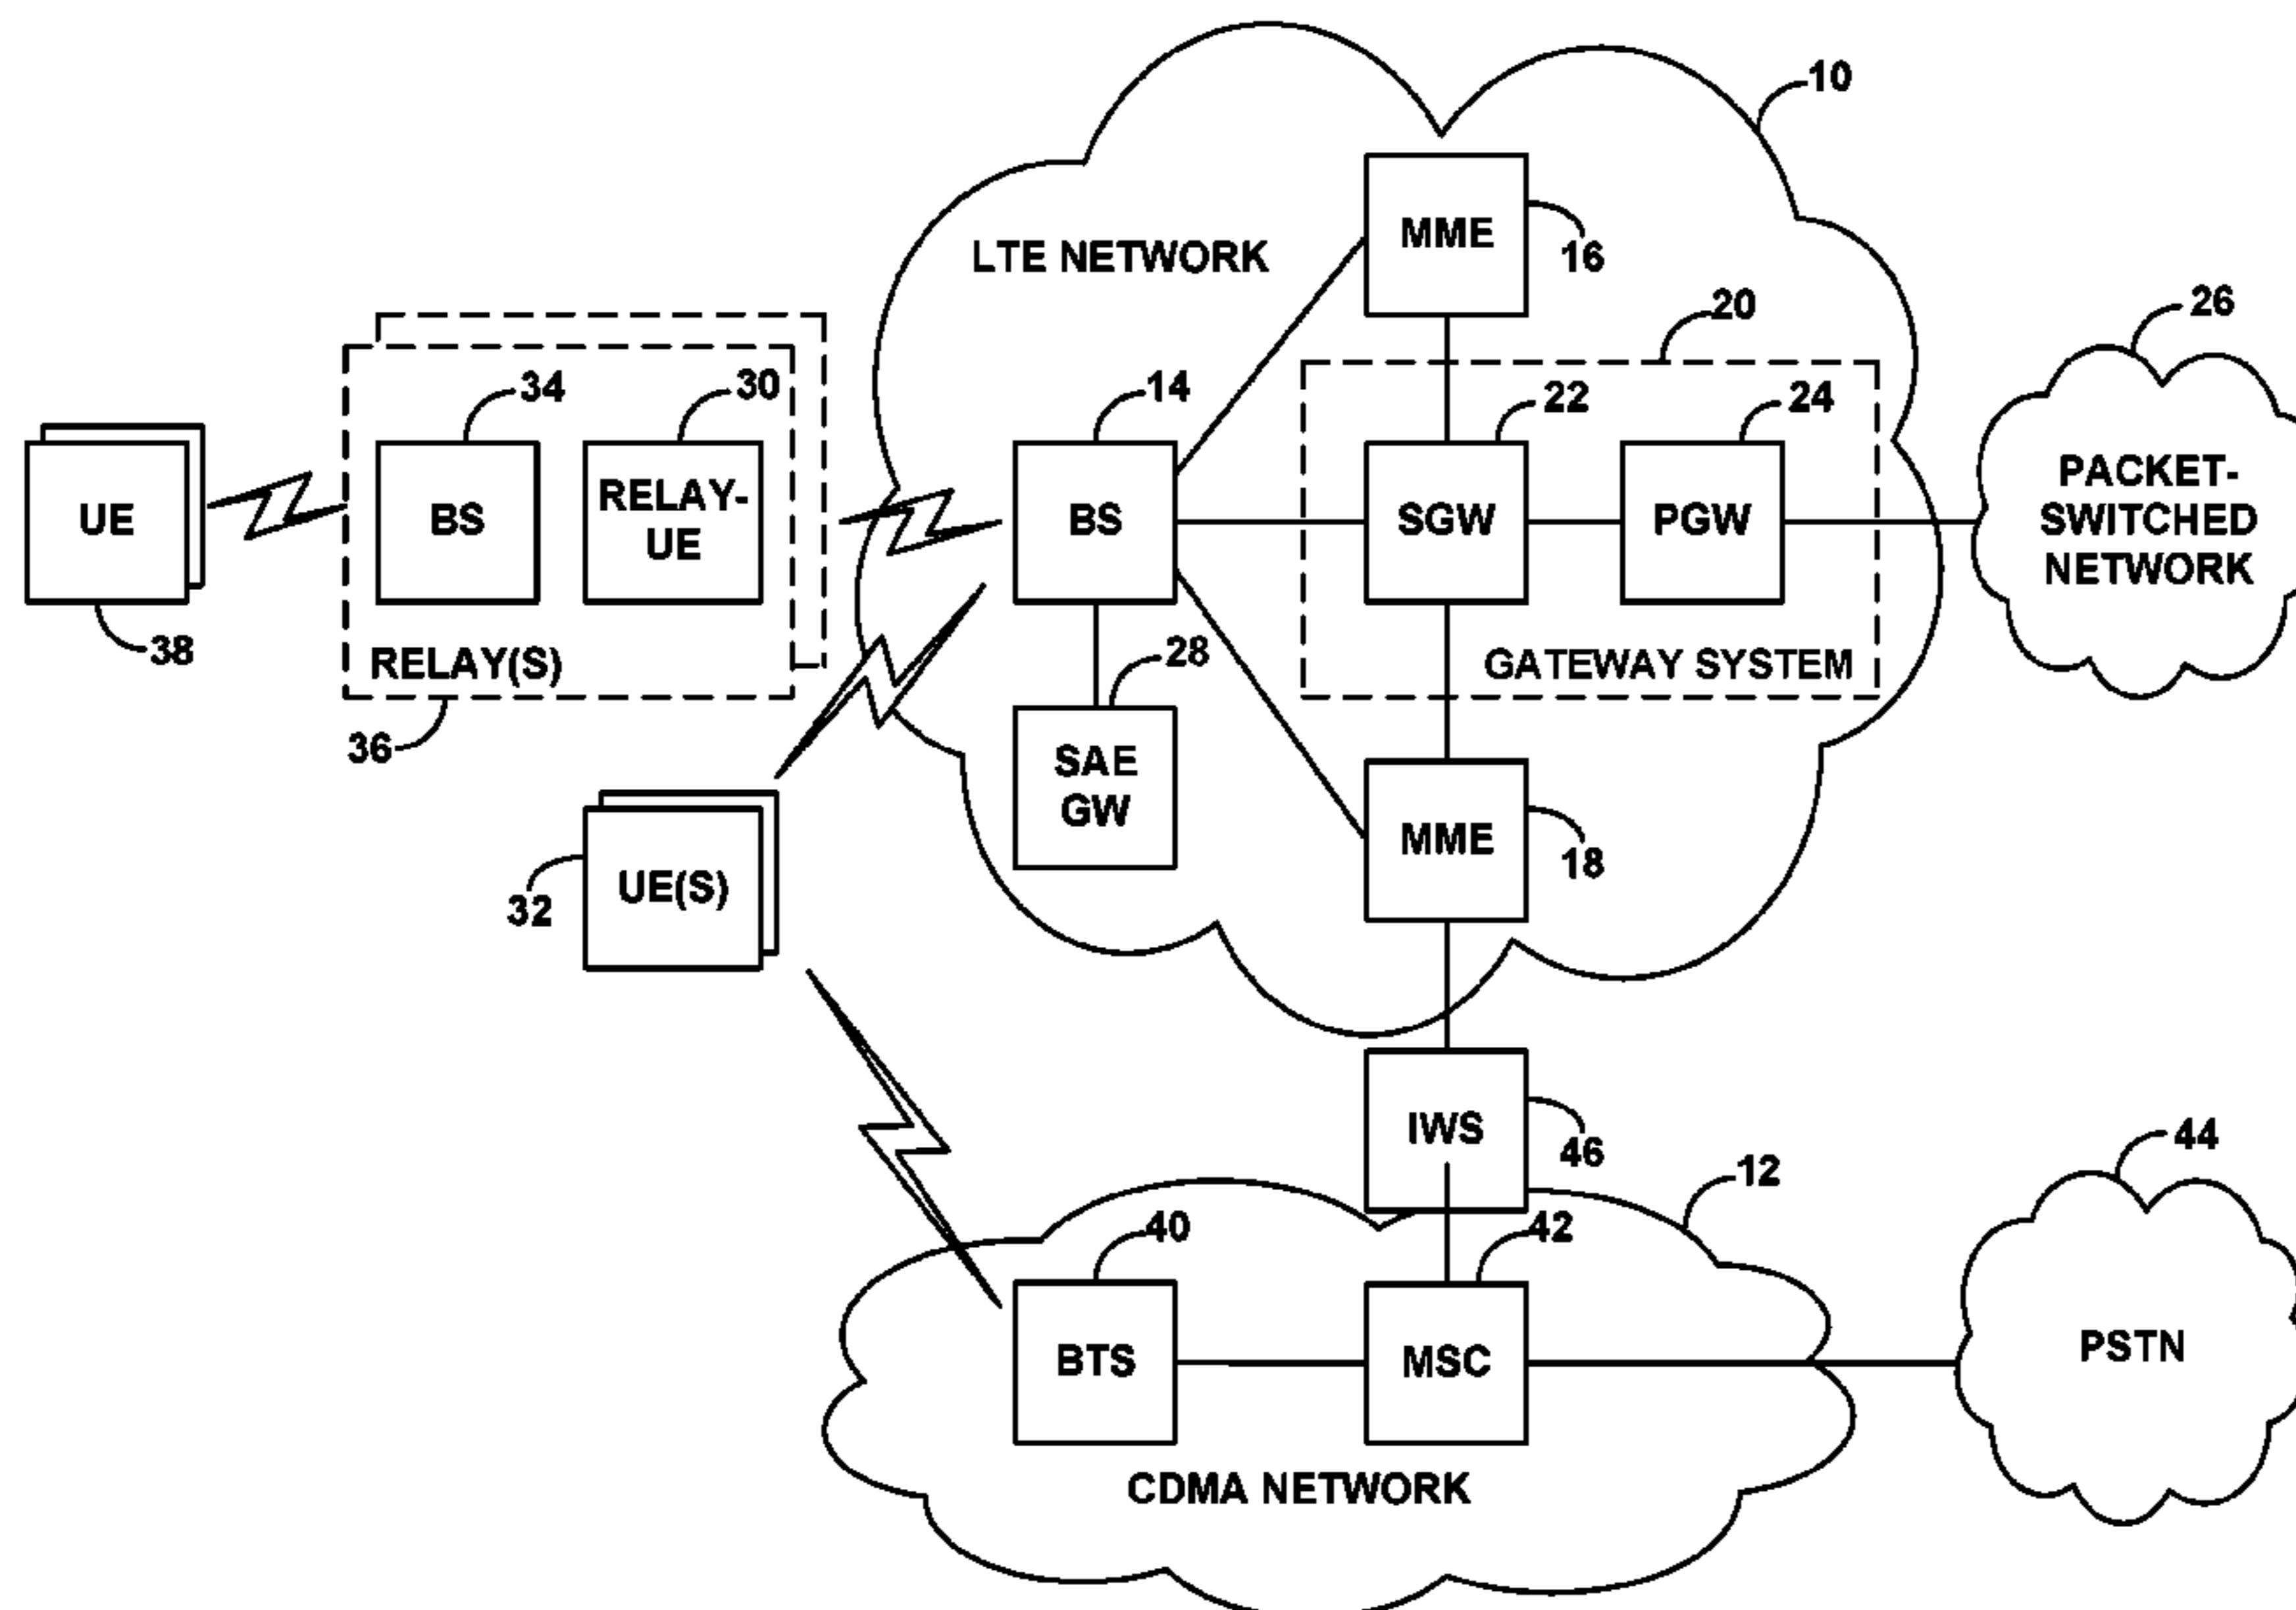 10
MME
16
LTE NETWORK
20
26
34
30
14
22
24
UE
BS
RELAY-
UE
BS
SGW
PGW
PACKET-
SWITCHED
NETWORK
38
RELAY(S)
28
GATEWAY SYSTEM
36
SAE
GW
MME
18
32
UE(S)
IWS
46
44
12
40
42
BTS
MSC
PSTN
CDMA NETWORK